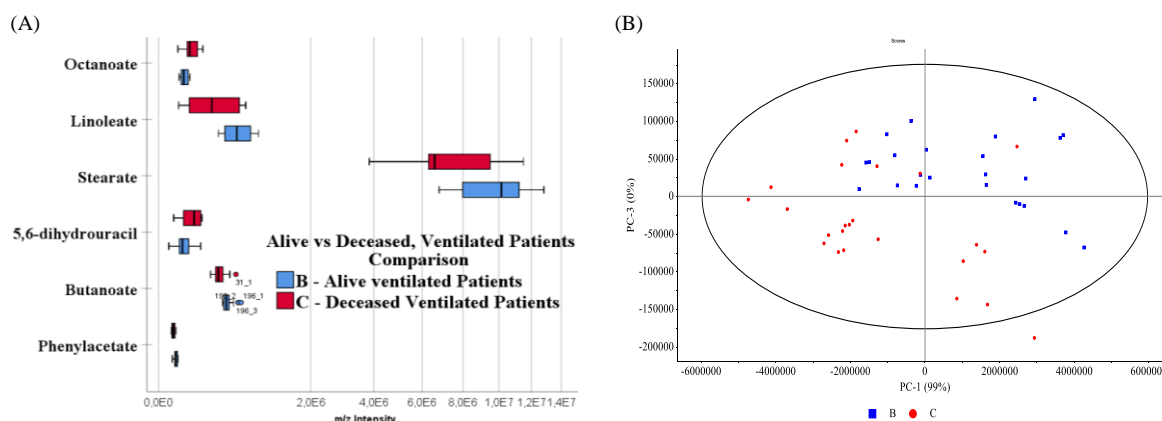 (A)
Octanoate
Linoleate
Stearate
5,6-dihydrouracil
Butanoate
Phenylacetate
Alive vs Deceased, Ventilated Patients
Comparison
B - Alive ventilated Patients
C - Deceased Ventilated Patients
31_1
196_1
196_3
0,0E0 2,0E6 4,0E6 6,0E6 8,0E6 1,0E7 1,2E7 1,4E7
m/z Intensity
(B)
Scores
PC-3 (0%)
150000
100000
50000
0
-50000
-100000
-150000
-200000
-6000000 -4000000 -2000000 0 2000000 4000000 6000000
PC-1 (99%)
B C